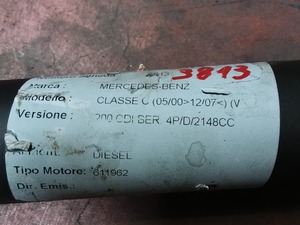 3813
Marca : MERCEDES-BENZ
Modello : CLASSE C (05/00>12/07<) (V
Versione : 200 CDI BER. 4P/D/2148CC
DIESEL
Tipo Motore: 611962
Dir. Emis.: